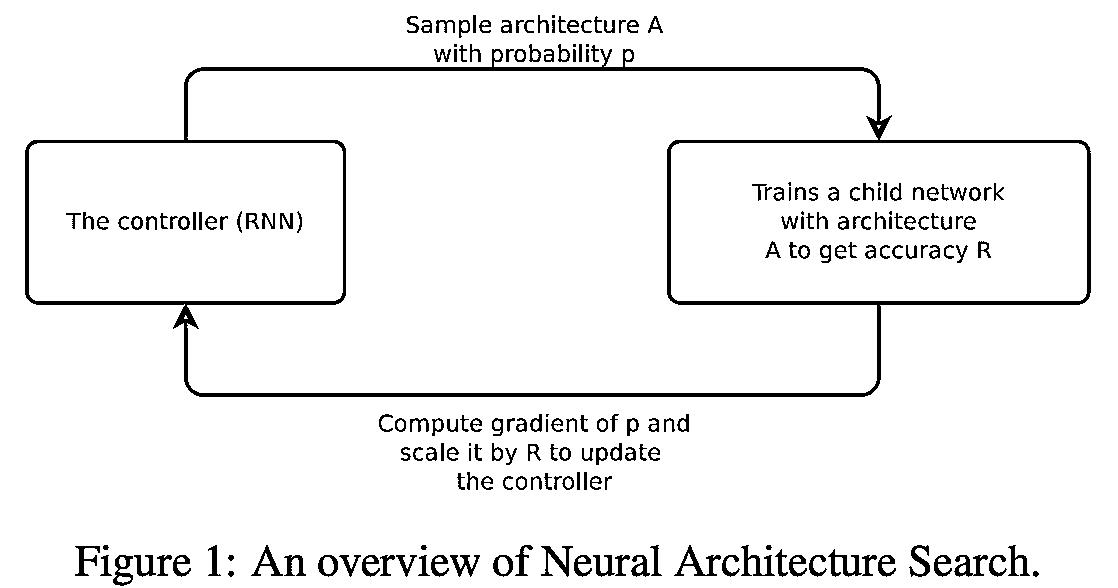 Sample architecture A
with probability p
The controller (RNN)
Trains a child network
with architecture
A to get accuracy R
Compute gradient of p and
scale it by R to update
the controller
Figure 1: An overview of Neural Architecture Search.